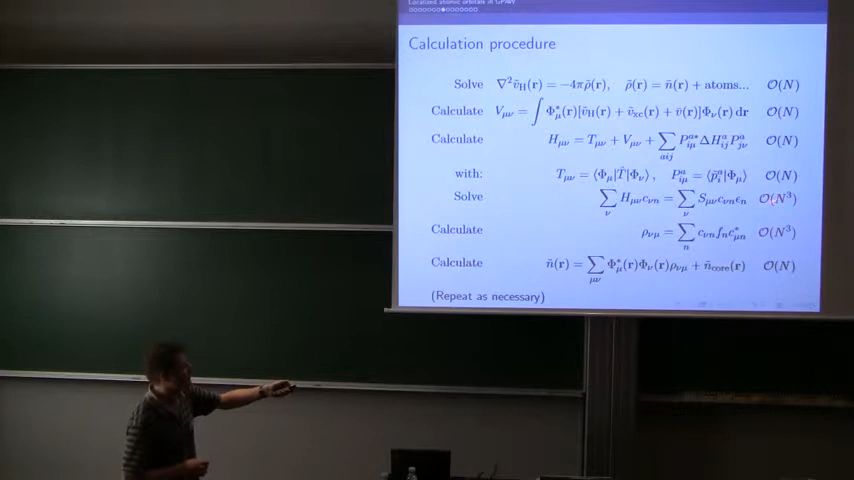 Localized atomic orbitals in GPAW
Calculation procedure
Solve ∇²ṽ_H(r) = −4πρ̃(r), ρ̃(r) = ñ(r) + atoms... O(N)
Calculate V_μν = ∫ Φ*_μ(r)[ṽ_H(r) + ṽ_xc(r) + v̄(r)]Φ_ν(r) dr O(N)
Calculate H_μν = T_μν + V_μν + ∑_aij P^a*_iμ ΔH^a_ij P^a_jν O(N)
with: T_μν = ⟨Φ_μ|T̂|Φ_ν⟩, P^a_iμ = ⟨p̃^a_i|Φ_μ⟩ O(N)
Solve ∑_ν H_μν c_νn = ∑_ν S_μν c_νn ε_n O(N³)
Calculate ρ_νμ = ∑_n c_νn f_n c*_μn O(N³)
Calculate ñ(r) = ∑_μν Φ*_μ(r)Φ_ν(r)ρ_νμ + ñ_core(r) O(N)
(Repeat as necessary)